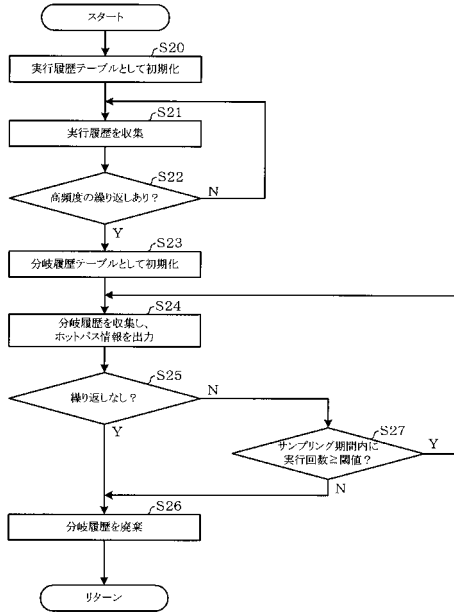 スタート
S20
実行履歴テーブルとして初期化
S21
実行履歴を収集
S22
高頻度の繰り返しあり?
N
Y
S23
分岐履歴テーブルとして初期化
S24
分岐履歴を収集し、
ホットパス情報を出力
S25
繰り返しなし?
N
Y
S27
サンプリング期間内に
実行回数≧閾値?
Y
N
S26
分岐履歴を廃棄
リターン